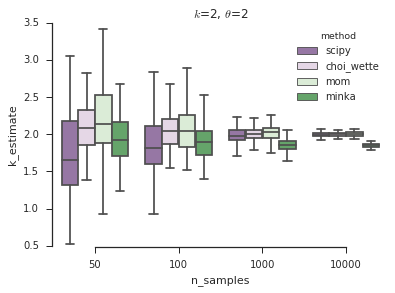 k=2, θ=2
method
scipy
choi_wette
mom
minka
k_estimate
3.5
3.0
2.5
2.0
1.5
1.0
0.5
50
100
1000
10000
n_samples